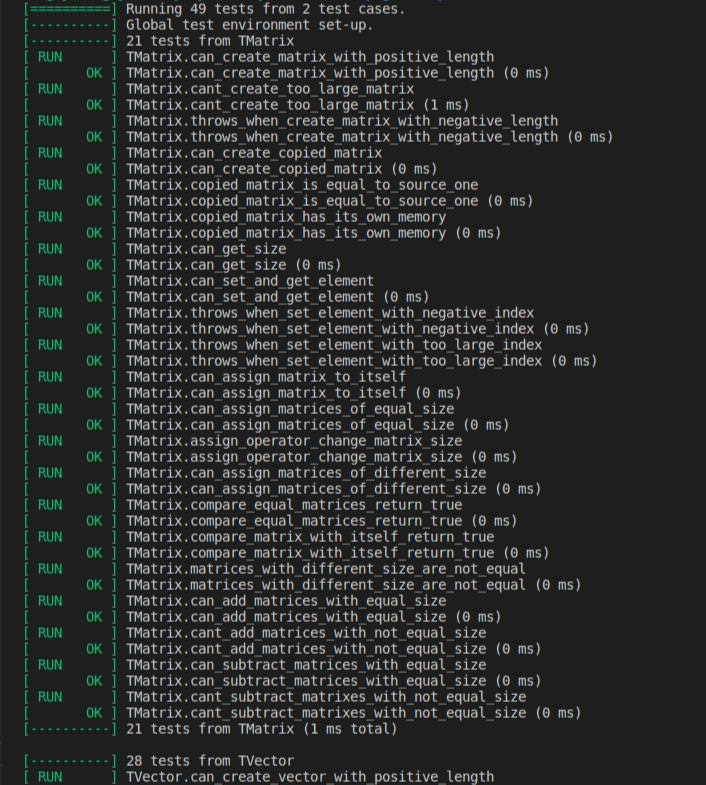 [==========] Running 49 tests from 2 test cases.
[----------] Global test environment set-up.
[----------] 21 tests from TMatrix
[ RUN      ] TMatrix.can_create_matrix_with_positive_length
[       OK ] TMatrix.can_create_matrix_with_positive_length (0 ms)
[ RUN      ] TMatrix.cant_create_too_large_matrix
[       OK ] TMatrix.cant_create_too_large_matrix (1 ms)
[ RUN      ] TMatrix.throws_when_create_matrix_with_negative_length
[       OK ] TMatrix.throws_when_create_matrix_with_negative_length (0 ms)
[ RUN      ] TMatrix.can_create_copied_matrix
[       OK ] TMatrix.can_create_copied_matrix (0 ms)
[ RUN      ] TMatrix.copied_matrix_is_equal_to_source_one
[       OK ] TMatrix.copied_matrix_is_equal_to_source_one (0 ms)
[ RUN      ] TMatrix.copied_matrix_has_its_own_memory
[       OK ] TMatrix.copied_matrix_has_its_own_memory (0 ms)
[ RUN      ] TMatrix.can_get_size
[       OK ] TMatrix.can_get_size (0 ms)
[ RUN      ] TMatrix.can_set_and_get_element
[       OK ] TMatrix.can_set_and_get_element (0 ms)
[ RUN      ] TMatrix.throws_when_set_element_with_negative_index
[       OK ] TMatrix.throws_when_set_element_with_negative_index (0 ms)
[ RUN      ] TMatrix.throws_when_set_element_with_too_large_index
[       OK ] TMatrix.throws_when_set_element_with_too_large_index (0 ms)
[ RUN      ] TMatrix.can_assign_matrix_to_itself
[       OK ] TMatrix.can_assign_matrix_to_itself (0 ms)
[ RUN      ] TMatrix.can_assign_matrices_of_equal_size
[       OK ] TMatrix.can_assign_matrices_of_equal_size (0 ms)
[ RUN      ] TMatrix.assign_operator_change_matrix_size
[       OK ] TMatrix.assign_operator_change_matrix_size (0 ms)
[ RUN      ] TMatrix.can_assign_matrices_of_different_size
[       OK ] TMatrix.can_assign_matrices_of_different_size (0 ms)
[ RUN      ] TMatrix.compare_equal_matrices_return_true
[       OK ] TMatrix.compare_equal_matrices_return_true (0 ms)
[ RUN      ] TMatrix.compare_matrix_with_itself_return_true
[       OK ] TMatrix.compare_matrix_with_itself_return_true (0 ms)
[ RUN      ] TMatrix.matrices_with_different_size_are_not_equal
[       OK ] TMatrix.matrices_with_different_size_are_not_equal (0 ms)
[ RUN      ] TMatrix.can_add_matrices_with_equal_size
[       OK ] TMatrix.can_add_matrices_with_equal_size (0 ms)
[ RUN      ] TMatrix.cant_add_matrices_with_not_equal_size
[       OK ] TMatrix.cant_add_matrices_with_not_equal_size (0 ms)
[ RUN      ] TMatrix.can_subtract_matrices_with_equal_size
[       OK ] TMatrix.can_subtract_matrices_with_equal_size (0 ms)
[ RUN      ] TMatrix.cant_subtract_matrixes_with_not_equal_size
[       OK ] TMatrix.cant_subtract_matrixes_with_not_equal_size (0 ms)
[----------] 21 tests from TMatrix (1 ms total)
[----------] 28 tests from TVector
[ RUN      ] TVector.can_create_vector_with_positive_length